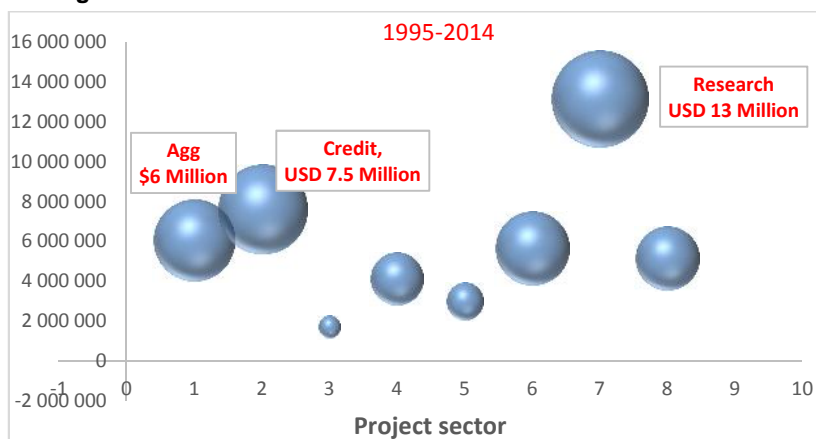 1995-2014
16 000 000
14 000 000
12 000 000
10 000 000
8 000 000
6 000 000
4 000 000
2 000 000
0
-2 000 000
Agg
$6 Million
Credit,
USD 7.5 Million
Research
USD 13 Million
-1 0 1 2 3 4 5 6 7 8 9 10
Project sector